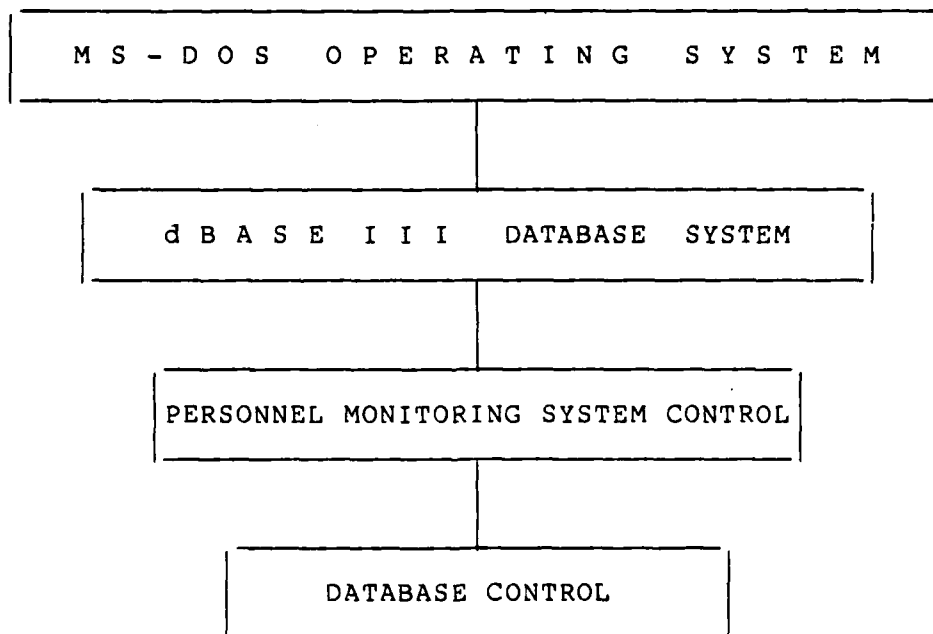 M S - D O S O P E R A T I N G S Y S T E M
d B A S E I I I DATABASE SYSTEM
PERSONNEL MONITORING SYSTEM CONTROL
DATABASE CONTROL